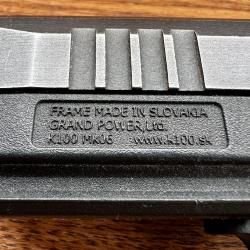 FRAME MADE IN SLOVAKIA
GRAND POWER,Ltd.
K100 MK06 www.k100.sk